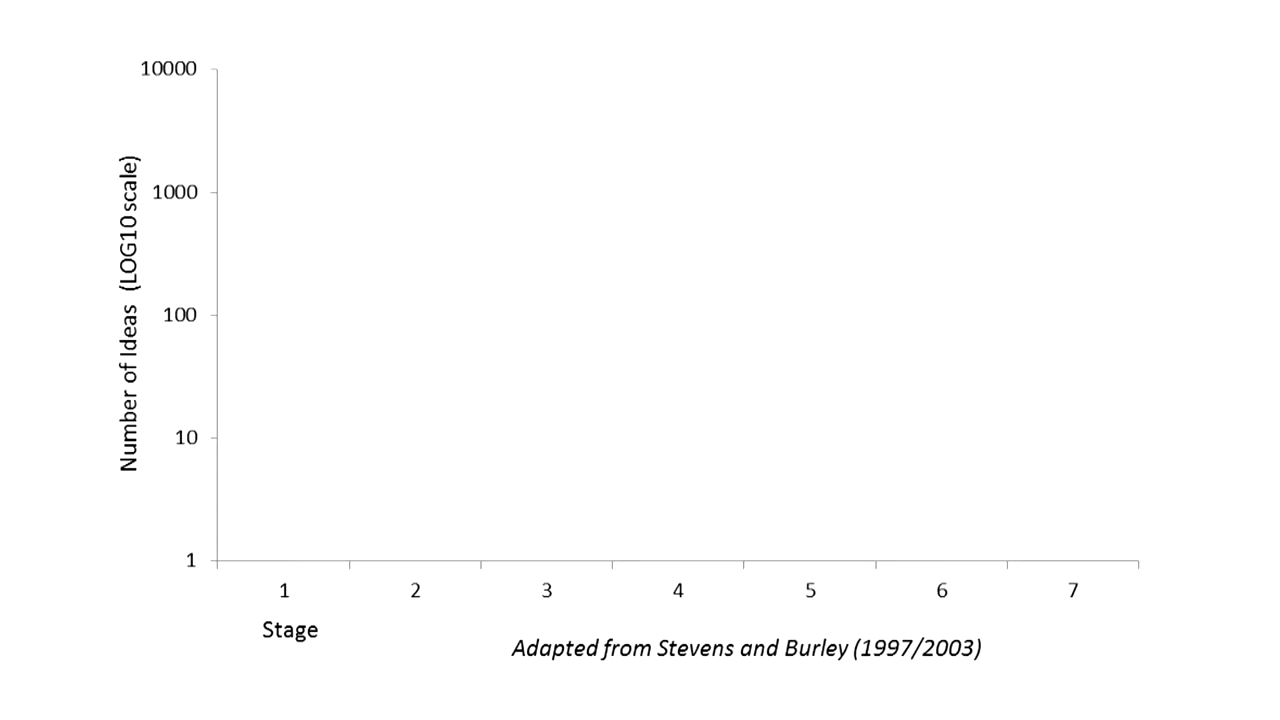 10000
1000
100
10
1
Number of Ideas (LOG10 scale)
1 2 3 4 5 6 7
Stage
Adapted from Stevens and Burley (1997/2003)